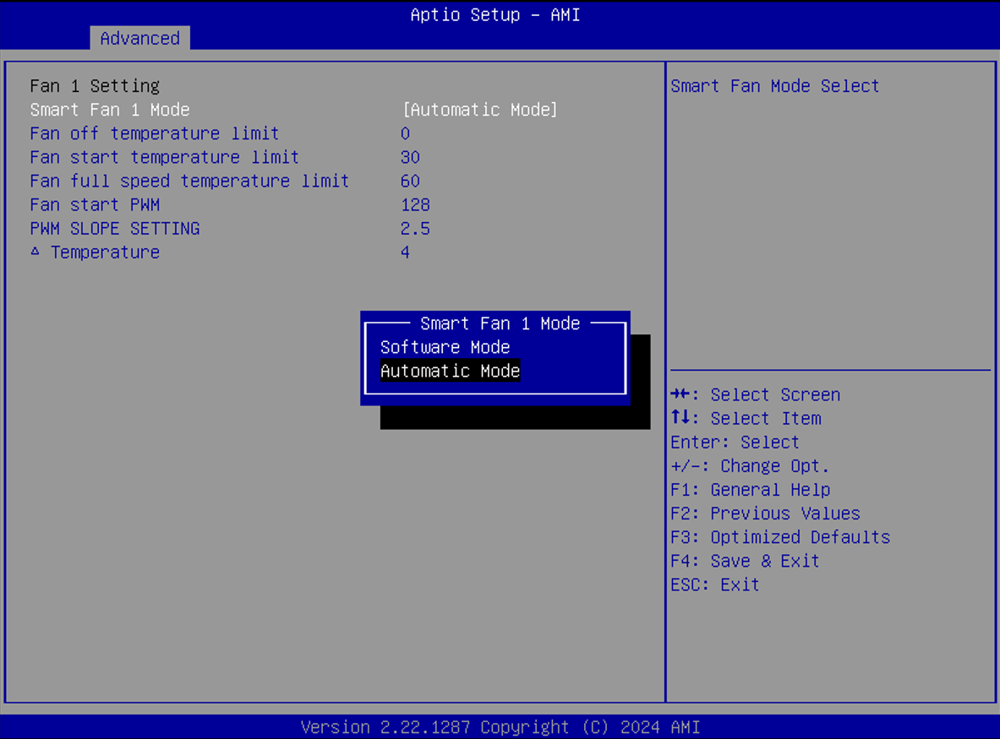 Aptio Setup – AMI
Advanced
Fan 1 Setting
Smart Fan 1 Mode [Automatic Mode]
Fan off temperature limit 0
Fan start temperature limit 30
Fan full speed temperature limit 60
Fan start PWM 128
PWM SLOPE SETTING 2.5
Δ Temperature 4
Smart Fan 1 Mode
Software Mode
Automatic Mode
Smart Fan Mode Select
→←: Select Screen
↑↓: Select Item
Enter: Select
+/-: Change Opt.
F1: General Help
F2: Previous Values
F3: Optimized Defaults
F4: Save & Exit
ESC: Exit
Version 2.22.1287 Copyright (C) 2024 AMI